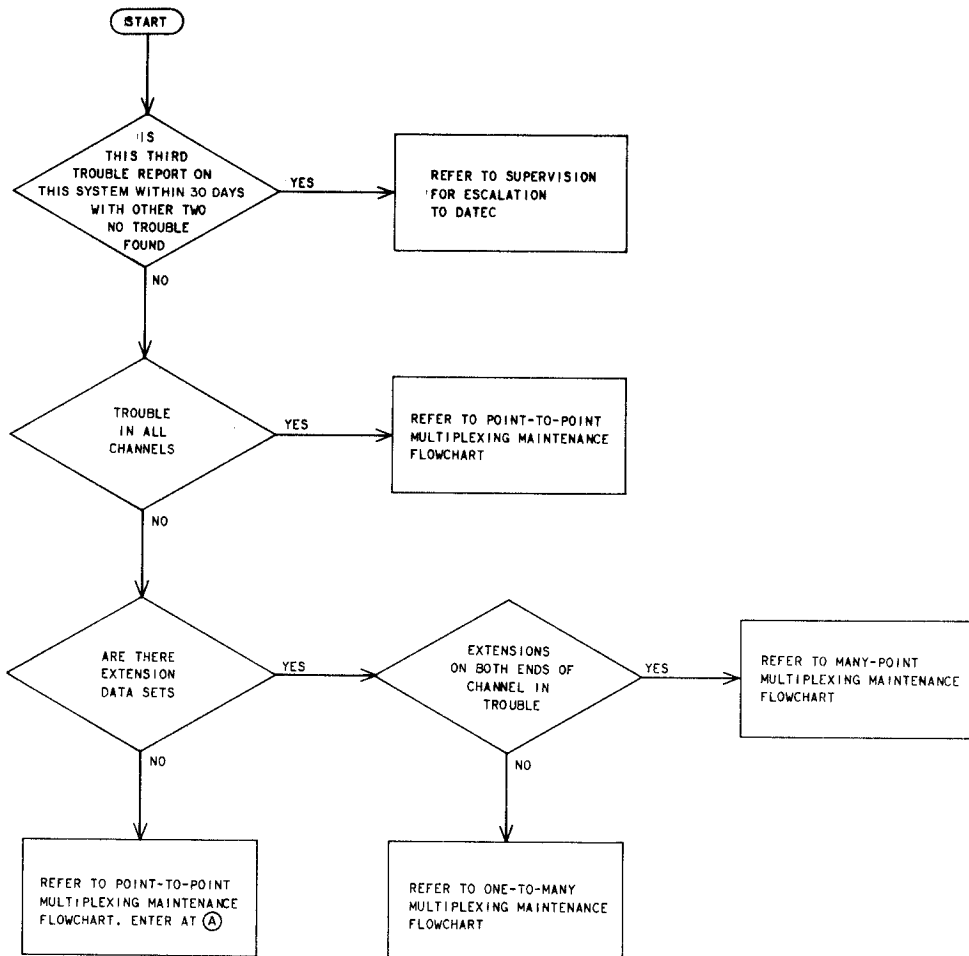 START
IS
THIS THIRD
TROUBLE REPORT ON
THIS SYSTEM WITHIN 30 DAYS
WITH OTHER TWO
NO TROUBLE
FOUND
YES
REFER TO SUPERVISION
FOR ESCALATION
TO DATEC
NO
TROUBLE
IN ALL
CHANNELS
YES
REFER TO POINT-TO-POINT
MULTIPLEXING MAINTENANCE
FLOWCHART
NO
ARE THERE
EXTENSION
DATA SETS
YES
EXTENSIONS
ON BOTH ENDS OF
CHANNEL IN
TROUBLE
YES
REFER TO MANY-POINT
MULTIPLEXING MAINTENANCE
FLOWCHART
NO
NO
REFER TO POINT-TO-POINT
MULTIPLEXING MAINTENANCE
FLOWCHART. ENTER AT A
REFER TO ONE-TO-MANY
MULTIPLEXING MAINTENANCE
FLOWCHART